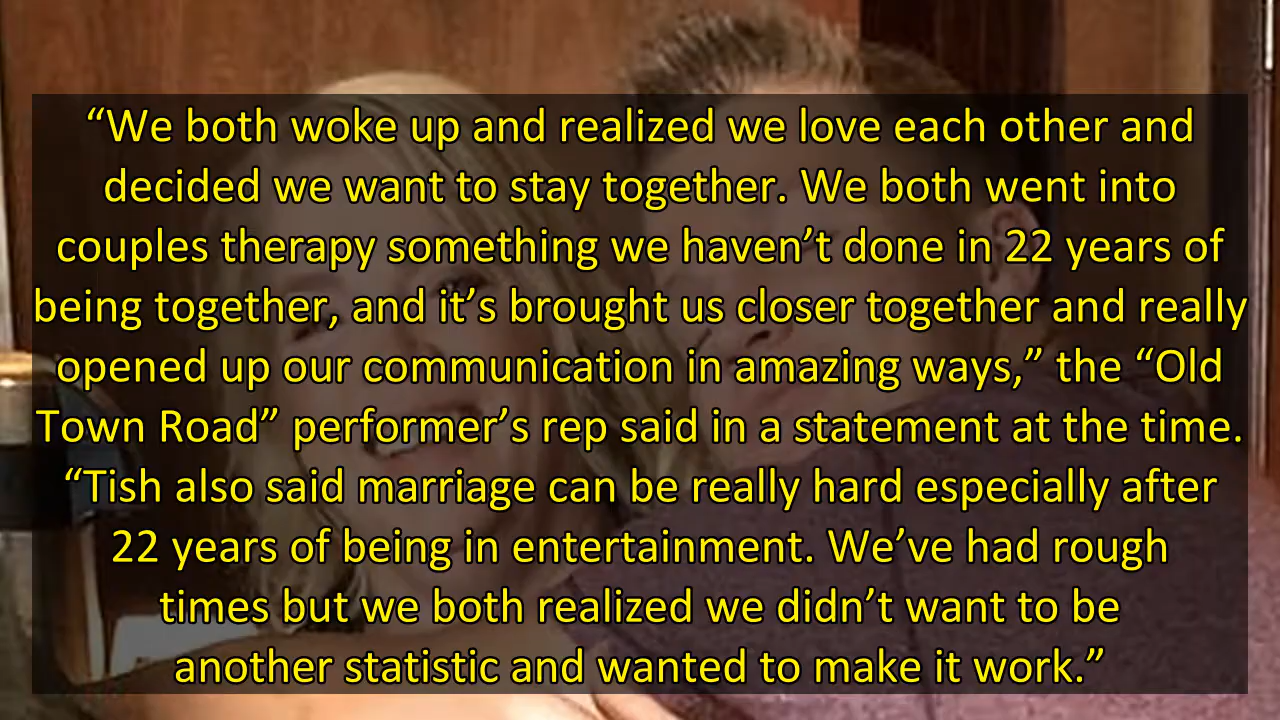 “We both woke up and realized we love each other and
decided we want to stay together. We both went into
couples therapy something we haven’t done in 22 years of
being together, and it’s brought us closer together and really
opened up our communication in amazing ways,” the “Old
Town Road” performer’s rep said in a statement at the time.
“Tish also said marriage can be really hard especially after
22 years of being in entertainment. We’ve had rough
times but we both realized we didn’t want to be
another statistic and wanted to make it work.”